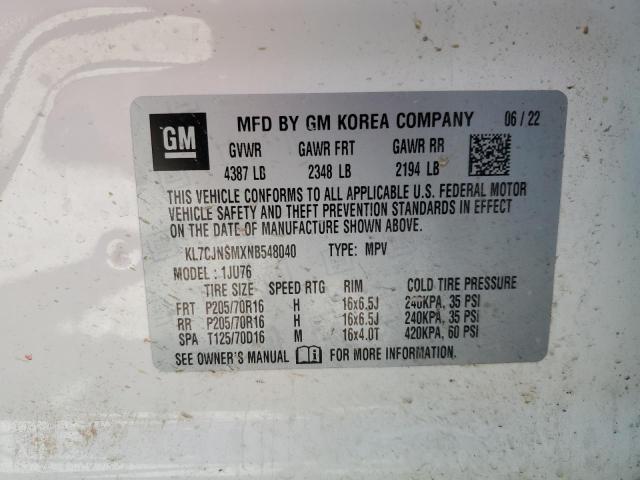 GM MFD BY GM KOREA COMPANY 06 / 22
GVWR GAWR FRT GAWR RR
4387 LB 2348 LB 2194 LB
THIS VEHICLE CONFORMS TO ALL APPLICABLE U.S. FEDERAL MOTOR
VEHICLE SAFETY AND THEFT PREVENTION STANDARDS IN EFFECT
ON THE DATE OF MANUFACTURE SHOWN ABOVE.
KL7CJNSMXNB548040 TYPE: MPV
MODEL : 1JU76
TIRE SIZE SPEED RTG RIM COLD TIRE PRESSURE
FRT P205/70R16 H 16x6.5J 240KPA, 35 PSI
RR P205/70R16 H 16x6.5J 240KPA, 35 PSI
SPA T125/70D16 M 16x4.0T 420KPA, 60 PSI
SEE OWNER'S MANUAL FOR MORE INFORMATION.